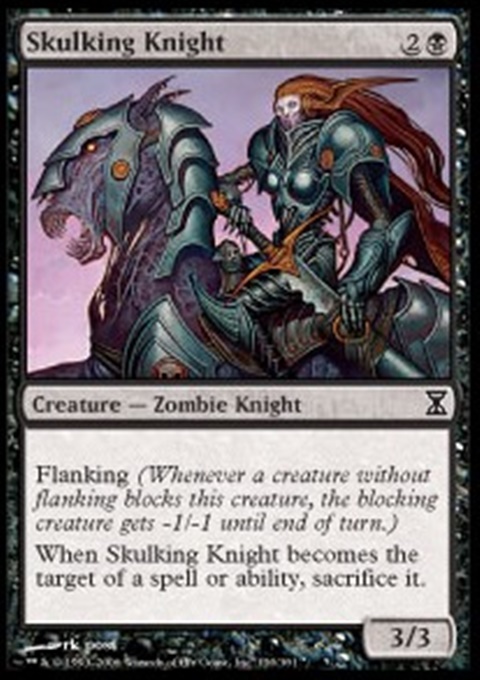 Skulking Knight 2
Creature — Zombie Knight
Flanking (Whenever a creature without
flanking blocks this creature, the blocking
creature gets -1/-1 until end of turn.)
When Skulking Knight becomes the
target of a spell or ability, sacrifice it.
rk post
3/3